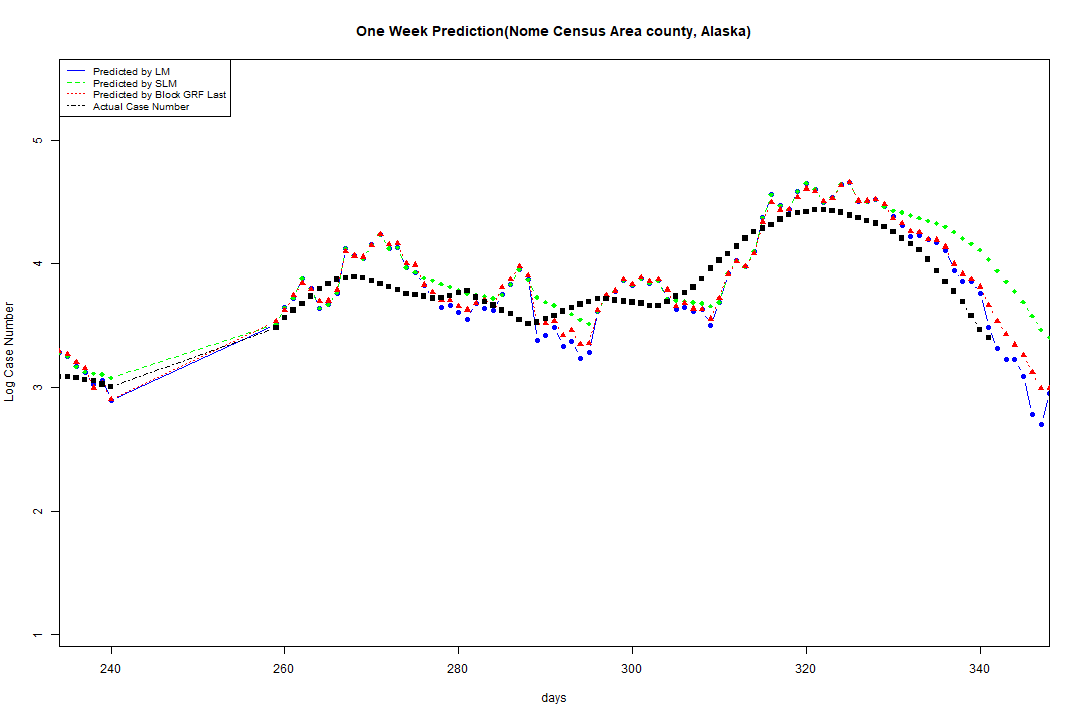 One Week Prediction(Nome Census Area county, Alaska)
Predicted by LM
Predicted by SLM
Predicted by Block GRF Last
Actual Case Number
5
4
3
2
1
Log Case Number
240
260
280
300
320
340
days